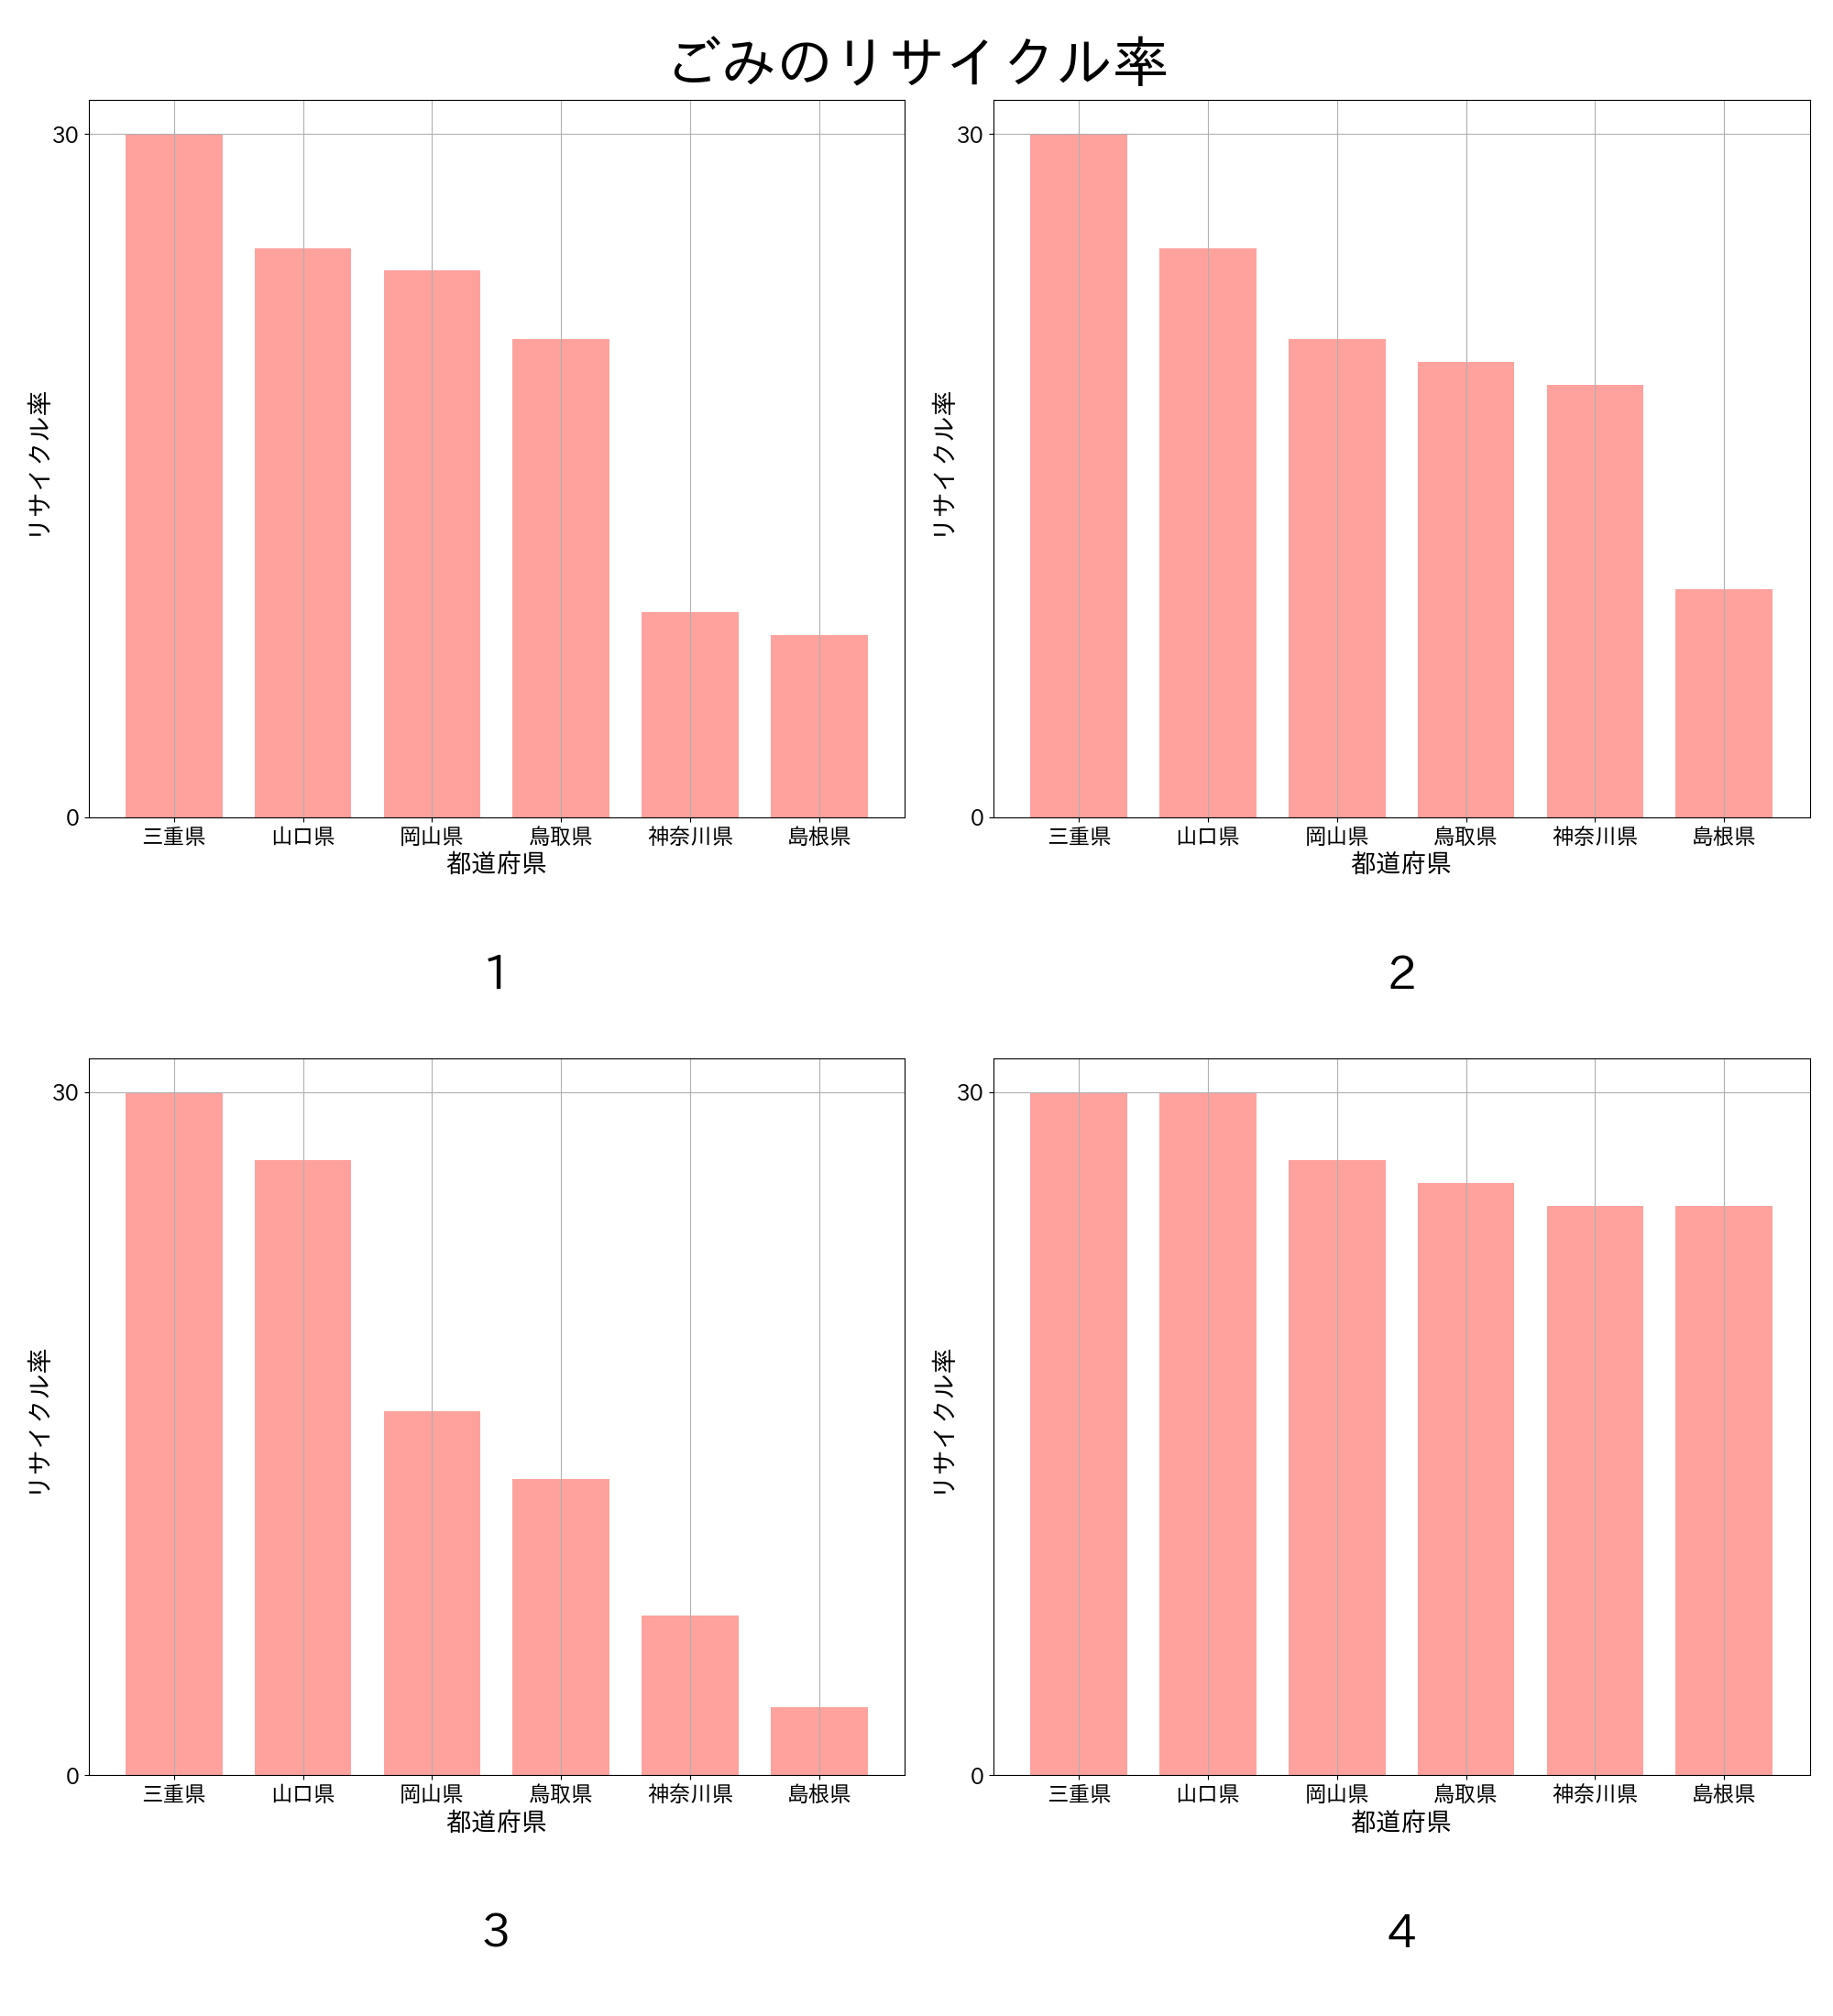 ごみのリサイクル率
30
0
リサイクル率
三重県 山口県 岡山県 鳥取県 神奈川県 島根県
都道府県
1
30
0
リサイクル率
三重県 山口県 岡山県 鳥取県 神奈川県 島根県
都道府県
2
30
0
リサイクル率
三重県 山口県 岡山県 鳥取県 神奈川県 島根県
都道府県
3
30
0
リサイクル率
三重県 山口県 岡山県 鳥取県 神奈川県 島根県
都道府県
4